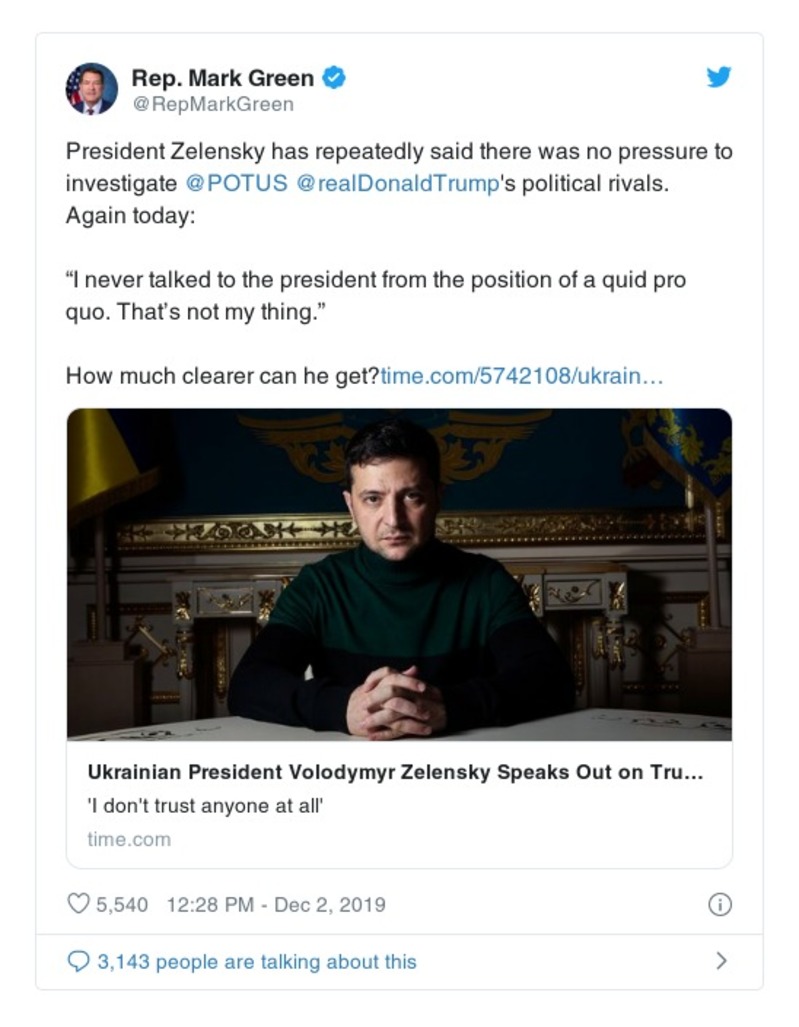 Rep. Mark Green
@RepMarkGreen
President Zelensky has repeatedly said there was no pressure to
investigate @POTUS @realDonaldTrump's political rivals.
Again today:
“I never talked to the president from the position of a quid pro
quo. That’s not my thing.”
How much clearer can he get?time.com/5742108/ukrain…
Ukrainian President Volodymyr Zelensky Speaks Out on Tru…
'I don't trust anyone at all'
time.com
5,540 12:28 PM - Dec 2, 2019
3,143 people are talking about this